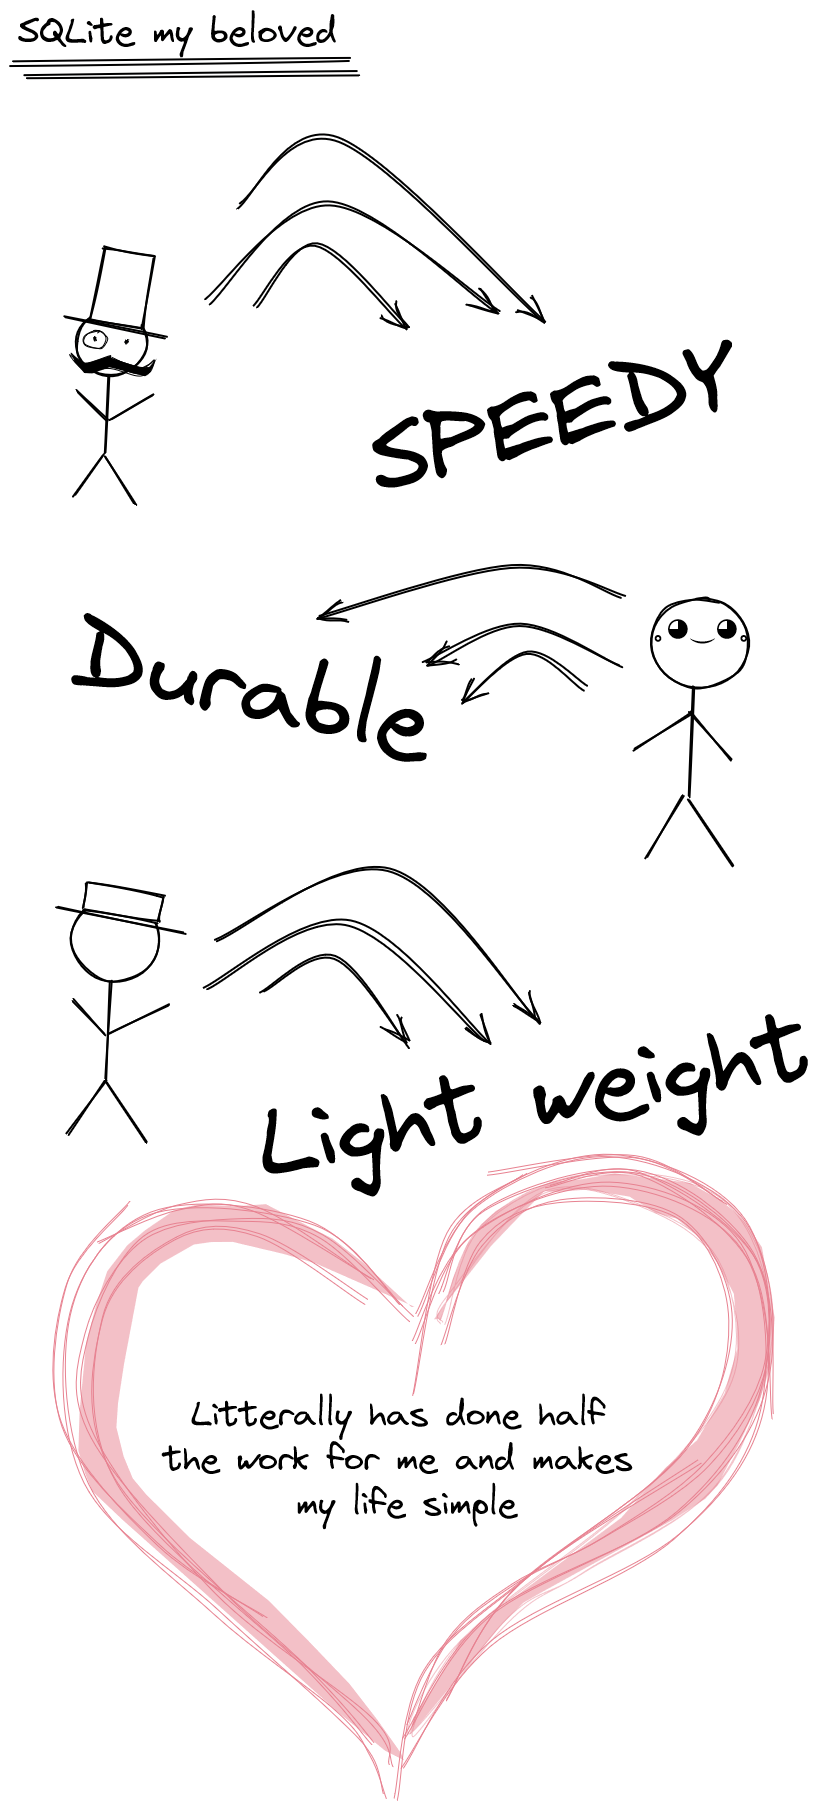 SQLite my beloved
SPEEDY
Durable
Light weight
Litterally has done half
the work for me and makes
my life simple